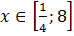 x ∈ [1/4; 8]